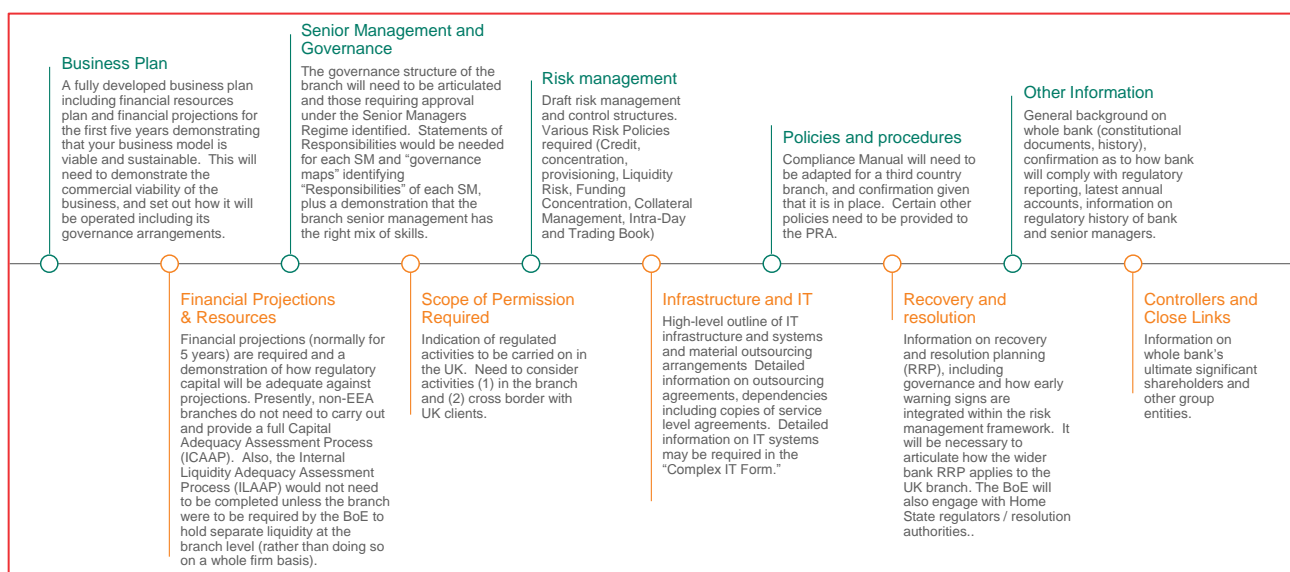 Business Plan
A fully developed business plan
including financial resources
plan and financial projections for
the first five years demonstrating
that your business model is
viable and sustainable.  This will
need to demonstrate the
commercial viability of the
business, and set out how it will
be operated including its
governance arrangements.
Financial Projections
& Resources
Financial projections (normally for
5 years) are required and a
demonstration of how regulatory
capital will be adequate against
projections. Presently, non-EEA
branches do not need to carry out
and provide a full Capital
Adequacy Assessment Process
(ICAAP).  Also, the Internal
Liquidity Adequacy Assessment
Process (ILAAP) would not need
to be completed unless the branch
were to be required by the BoE to
hold separate liquidity at the
branch level (rather than doing so
on a whole firm basis).
Senior Management and
Governance
The governance structure of the
branch will need to be articulated
and those requiring approval
under the Senior Managers
Regime identified.  Statements of
Responsibilities would be needed
for each SM and “governance
maps” identifying
“Responsibilities” of each SM,
plus a demonstration that the
branch senior management has
the right mix of skills.
Scope of Permission
Required
Indication of regulated
activities to be carried on in
the UK.  Need to consider
activities (1) in the branch
and (2) cross border with
UK clients.
Risk management
Draft risk management
and control structures.
Various Risk Policies
required (Credit,
concentration,
provisioning, Liquidity
Risk, Funding
Concentration, Collateral
Management, Intra-Day
and Trading Book)
Infrastructure and IT
High-level outline of IT
infrastructure and systems
and material outsourcing
arrangements  Detailed
information on outsourcing
agreements, dependencies
including copies of service
level agreements.  Detailed
information on IT systems
may be required in the
“Complex IT Form.”
Policies and procedures
Compliance Manual will need to
be adapted for a third country
branch, and confirmation given
that it is in place.  Certain other
policies need to be provided to
the PRA.
Recovery and
resolution
Information on recovery
and resolution planning
(RRP), including
governance and how early
warning signs are
integrated within the risk
management framework.  It
will be necessary to
articulate how the wider
bank RRP applies to the
UK branch. The BoE will
also engage with Home
State regulators / resolution
authorities..
Other Information
General background on
whole bank (constitutional
documents, history),
confirmation as to how bank
will comply with regulatory
reporting, latest annual
accounts, information on
regulatory history of bank
and senior managers.
Controllers and
Close Links
Information on
whole bank’s
ultimate significant
shareholders and
other group
entities.